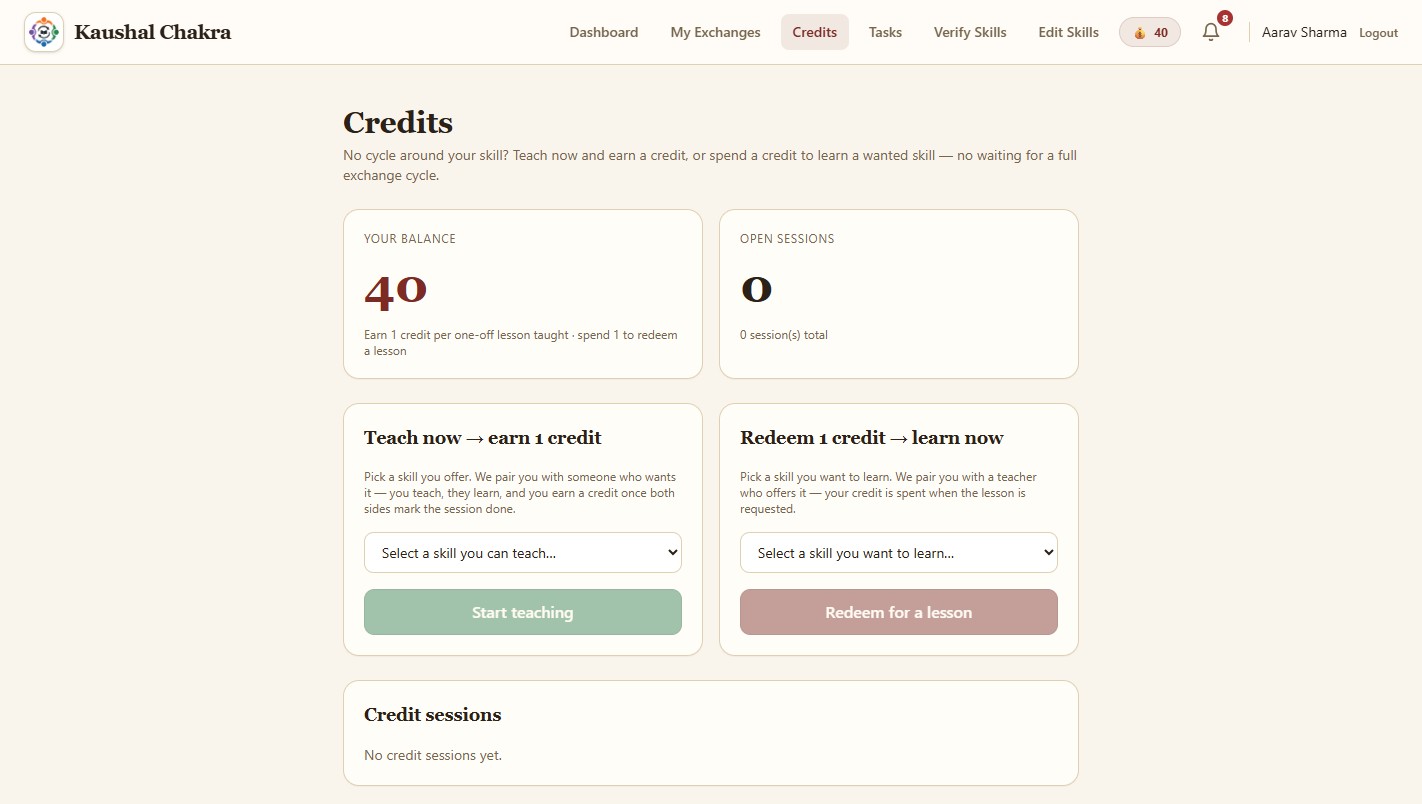 Kaushal Chakra
Dashboard
My Exchanges
Credits
Tasks
Verify Skills
Edit Skills
40
8
Aarav Sharma
Logout
Credits
No cycle around your skill? Teach now and earn a credit, or spend a credit to learn a wanted skill — no waiting for a full
exchange cycle.
YOUR BALANCE
40
Earn 1 credit per one-off lesson taught · spend 1 to redeem
a lesson
OPEN SESSIONS
0
0 session(s) total
Teach now → earn 1 credit
Pick a skill you offer. We pair you with someone who wants
it — you teach, they learn, and you earn a credit once both
sides mark the session done.
Select a skill you can teach...
Start teaching
Redeem 1 credit → learn now
Pick a skill you want to learn. We pair you with a teacher
who offers it — your credit is spent when the lesson is
requested.
Select a skill you want to learn...
Redeem for a lesson
Credit sessions
No credit sessions yet.